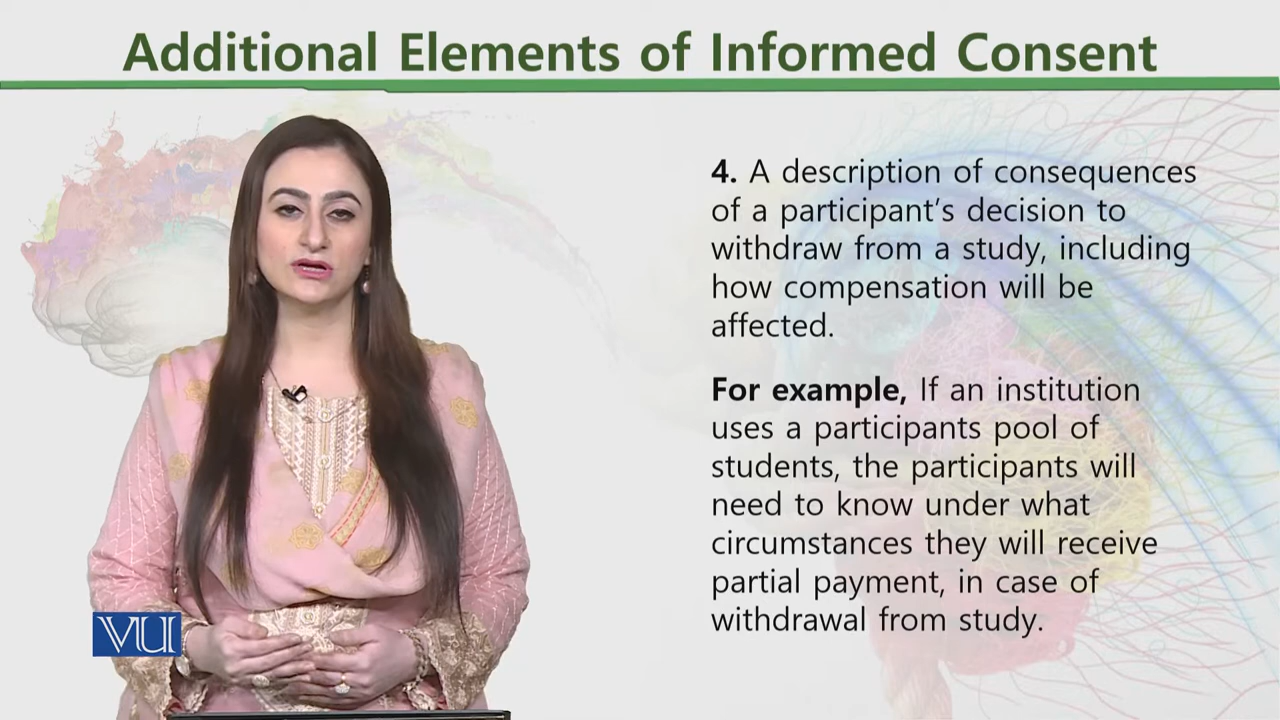 Additional Elements of Informed Consent
4. A description of consequences
of a participant's decision to
withdraw from a study, including
how compensation will be
affected.
For example, If an institution
uses a participants pool of
students, the participants will
need to know under what
circumstances they will receive
partial payment, in case of
withdrawal from study.
VU